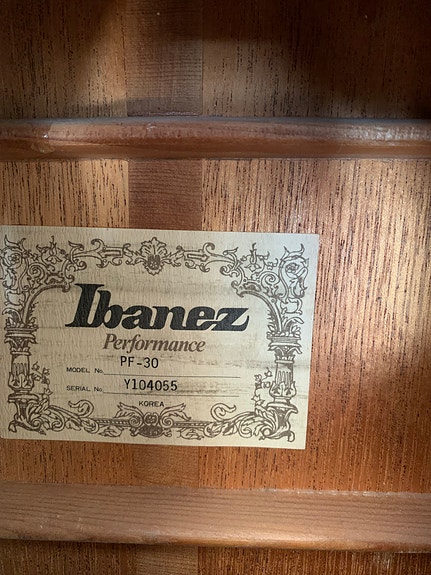 Ibanez
Performance
MODEL No. PF-30
SERIAL No. Y104055
KOREA